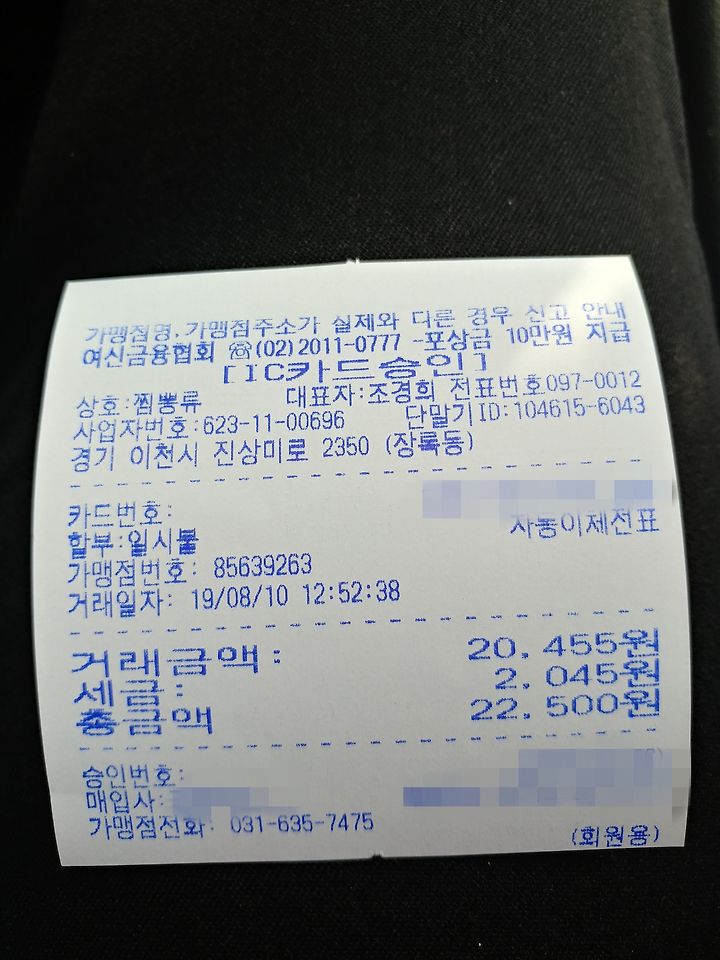 가맹점명,가맹점주소가 실제와 다른 경우 신고 안내
여신금융협회 ☏(02)2011-0777 -포상금 10만원 지급
[IC카드승인]
상호:찜뽕류 대표자:조경희 전표번호097-0012
사업자번호:623-11-00696 단말기ID:104615-6043
경기 이천시 진상미로 2350 (장록동)
카드번호:
할부:일시불 자동이체전표
가맹점번호: 85639263
거래일자: 19/08/10 12:52:38
거래금액: 20,455원
세금: 2,045원
총금액 22,500원
승인번호:
매입사:
가맹점전화: 031-635-7475
(회원용)